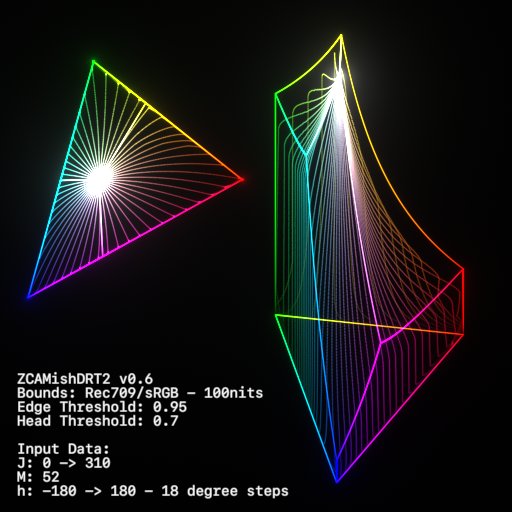 ZCAMishDRT2 v0.6
Bounds: Rec709/sRGB – 100nits
Edge Threshold: 0.95
Head Threshold: 0.7
Input Data:
J: 0 –> 310
M: 52
h: –180 –> 180 – 18 degree steps